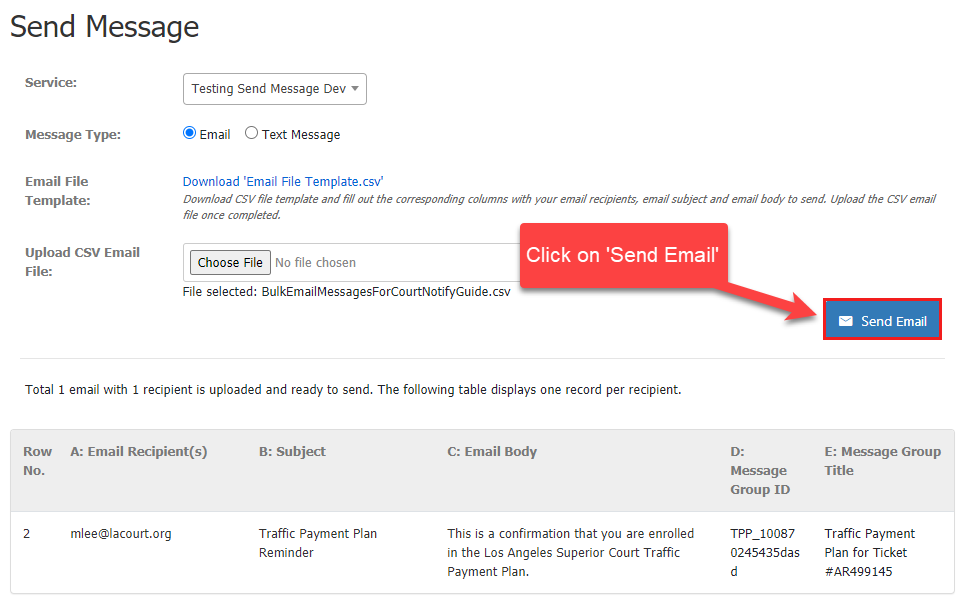 Send Message
Service:
Testing Send Message Dev
Message Type:
Email
Text Message
Email File
Template:
Download 'Email File Template.csv'
Download CSV file template and fill out the corresponding columns with your email recipients, email subject and email body to send. Upload the CSV email
file once completed.
Upload CSV Email
File:
Choose File No file chosen
File selected: BulkEmailMessagesForCourtNotifyGuide.csv
Click on 'Send Email'
Send Email
Total 1 email with 1 recipient is uploaded and ready to send. The following table displays one record per recipient.
Row
No.
A: Email Recipient(s)
B: Subject
C: Email Body
D:
Message
Group ID
E: Message Group
Title
2
mlee@lacourt.org
Traffic Payment Plan
Reminder
This is a confirmation that you are enrolled
in the Los Angeles Superior Court Traffic
Payment Plan.
TPP_10087
0245435das
d
Traffic Payment
Plan for Ticket
#AR499145